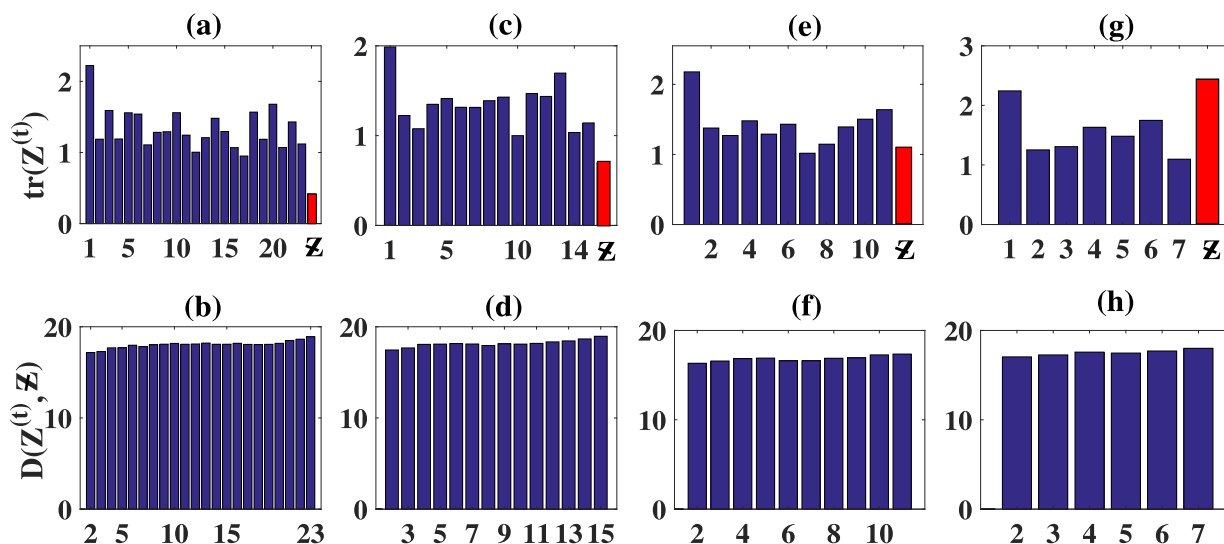 (a) (c) (e) (g)
tr(Z^(t))
2 1 0
1 5 10 15 20 Ƶ
2 1 0
1 5 10 14 Ƶ
2 1 0
2 4 6 8 10 Ƶ
3 2 1 0
1 2 3 4 5 6 7 Ƶ
(b) (d) (f) (h)
D(Z^(t),Ƶ)
20 10 0
2 5 10 15 23
20 10 0
3 5 7 9 11 13 15
20 10 0
2 4 6 8 10
20 10 0
2 3 4 5 6 7